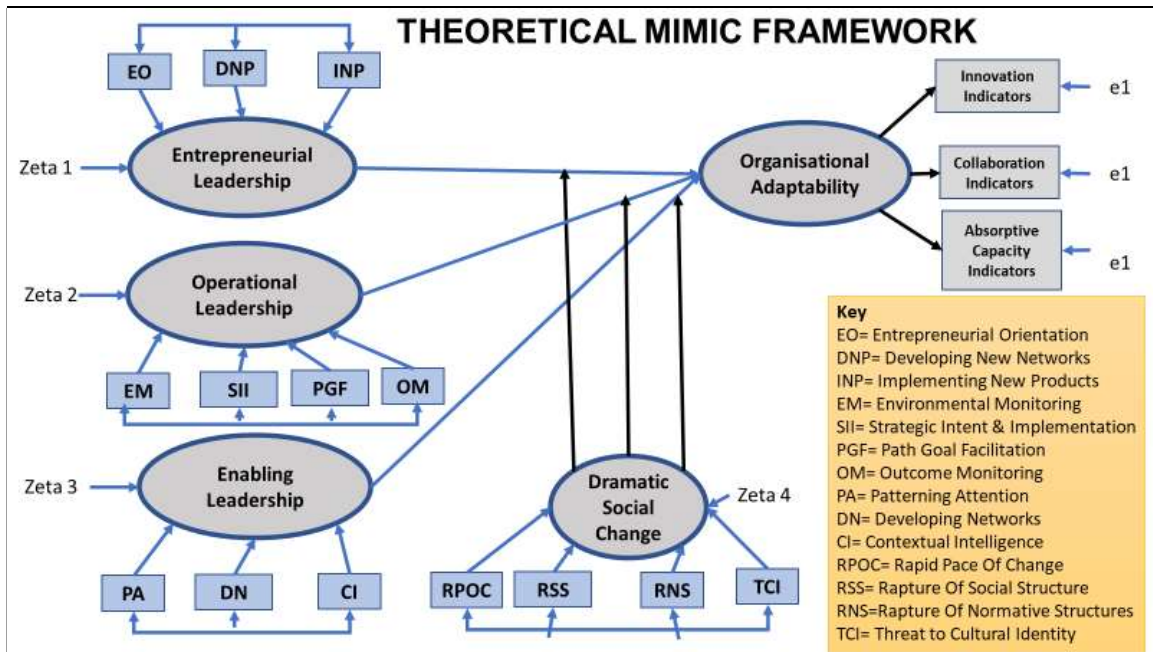 THEORETICAL MIMIC FRAMEWORK
EO
DNP
INP
Zeta 1
Entrepreneurial
Leadership
Organisational
Adaptability
Innovation
Indicators
e1
Collaboration
Indicators
e1
Absorptive
Capacity
Indicators
e1
Zeta 2
Operational
Leadership
EM
SII
PGF
OM
Zeta 3
Enabling
Leadership
PA
DN
CI
Dramatic
Social
Change
Zeta 4
RPOC
RSS
RNS
TCI
Key
EO= Entrepreneurial Orientation
DNP= Developing New Networks
INP= Implementing New Products
EM= Environmental Monitoring
SII= Strategic Intent & Implementation
PGF= Path Goal Facilitation
OM= Outcome Monitoring
PA= Patterning Attention
DN= Developing Networks
CI= Contextual Intelligence
RPOC= Rapid Pace Of Change
RSS= Rapture Of Social Structure
RNS=Rapture Of Normative Structures
TCI= Threat to Cultural Identity